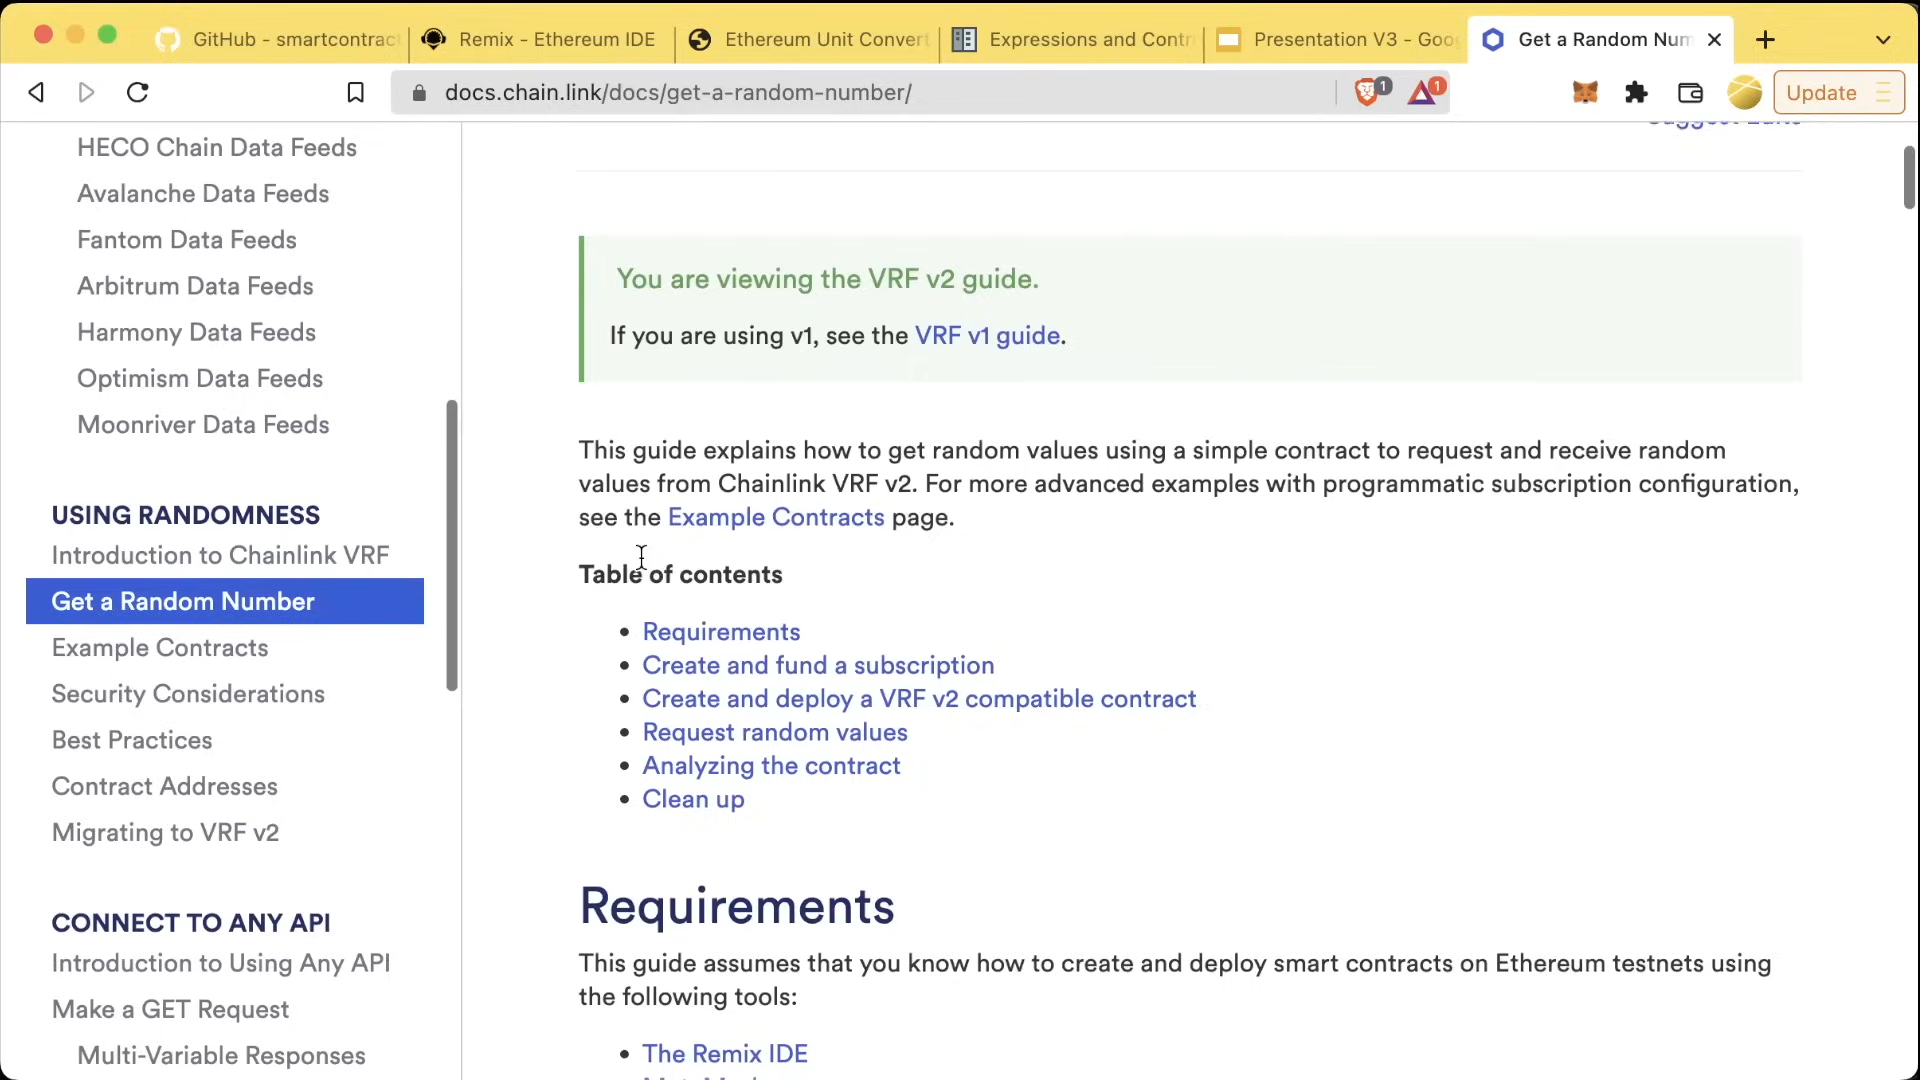 GitHub - smartcontrac
Remix - Ethereum IDE
Ethereum Unit Convert
Expressions and Contr
Presentation V3 - Goo
Get a Random Num
docs.chain.link/docs/get-a-random-number/
1
1
Update
HECO Chain Data Feeds
Avalanche Data Feeds
Fantom Data Feeds
Arbitrum Data Feeds
Harmony Data Feeds
Optimism Data Feeds
Moonriver Data Feeds
USING RANDOMNESS
Introduction to Chainlink VRF
Get a Random Number
Example Contracts
Security Considerations
Best Practices
Contract Addresses
Migrating to VRF v2
CONNECT TO ANY API
Introduction to Using Any API
Make a GET Request
Multi-Variable Responses
You are viewing the VRF v2 guide.
If you are using v1, see the VRF v1 guide.
This guide explains how to get random values using a simple contract to request and receive random
values from Chainlink VRF v2. For more advanced examples with programmatic subscription configuration,
see the Example Contracts page.
Table of contents
• Requirements
• Create and fund a subscription
• Create and deploy a VRF v2 compatible contract
• Request random values
• Analyzing the contract
• Clean up
Requirements
This guide assumes that you know how to create and deploy smart contracts on Ethereum testnets using
the following tools:
• The Remix IDE